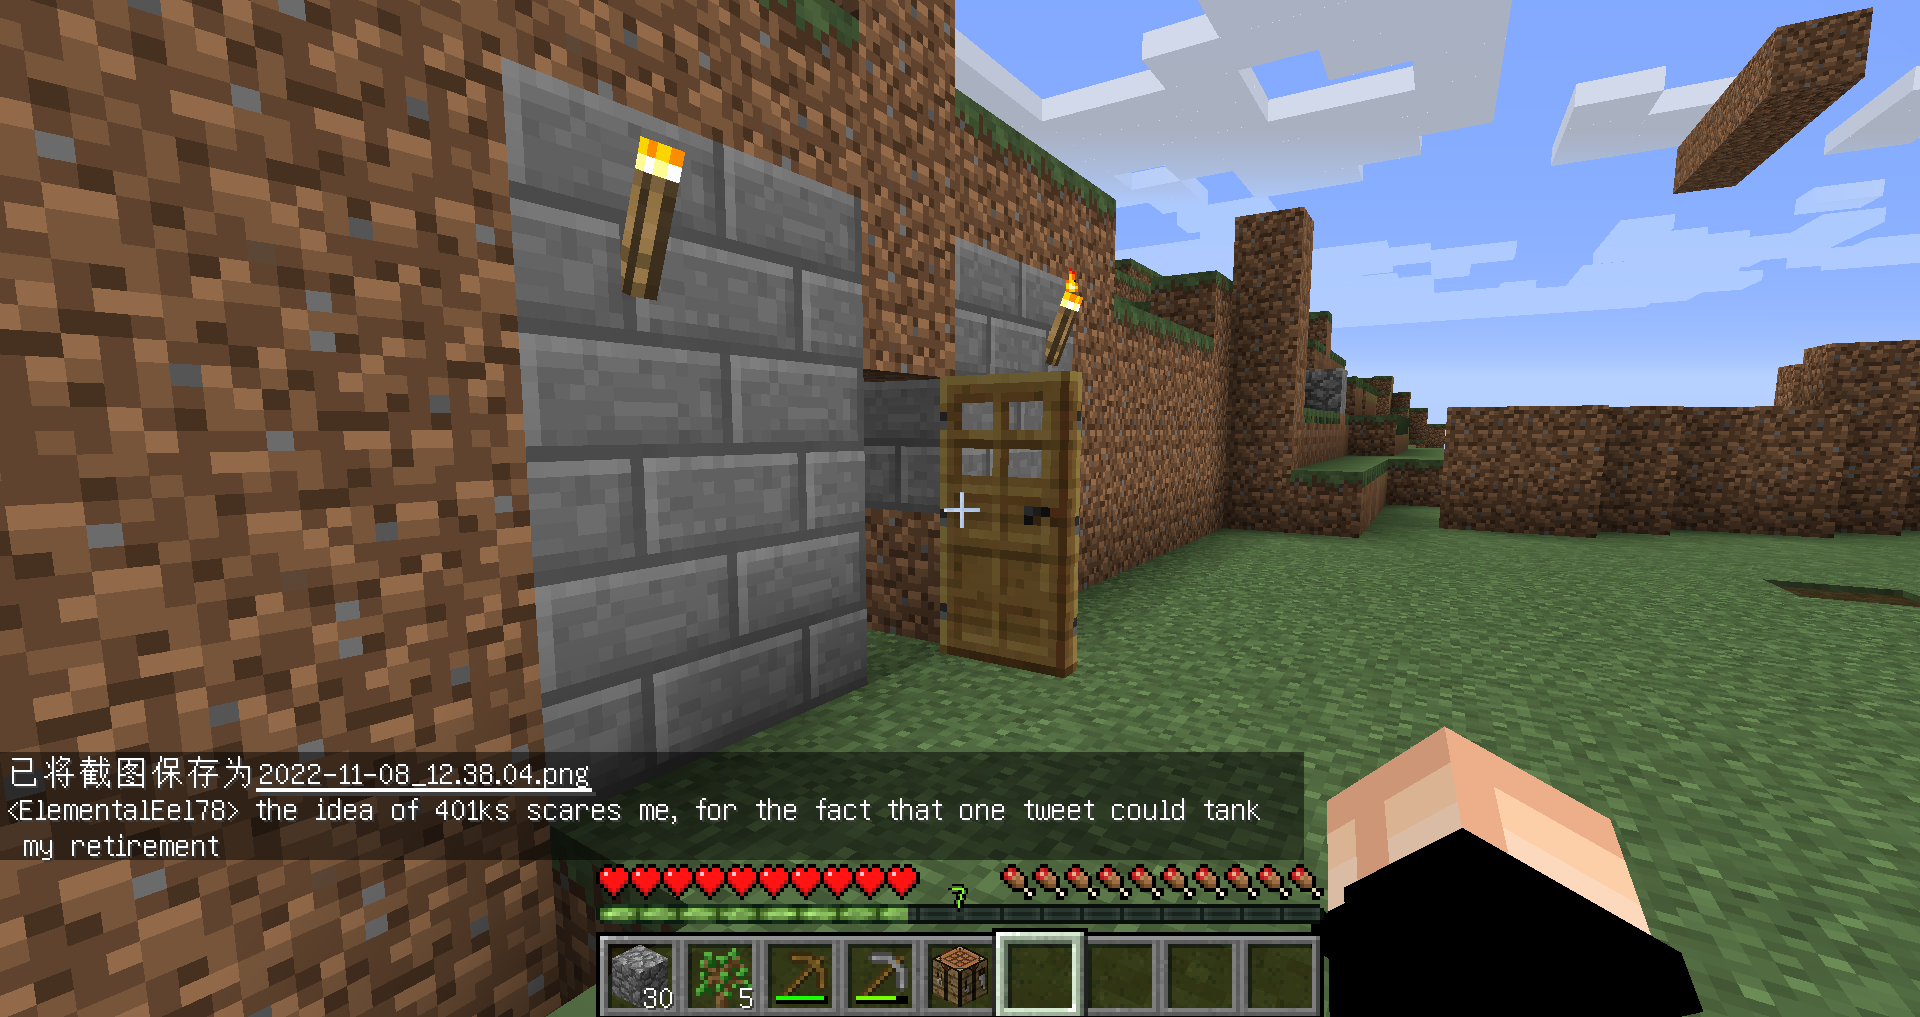 已将截图保存为2022-11-08_12.38.04.png
<ElementalEel78> the idea of 401ks scares me, for the fact that one tweet could tank
my retirement
7
30
5